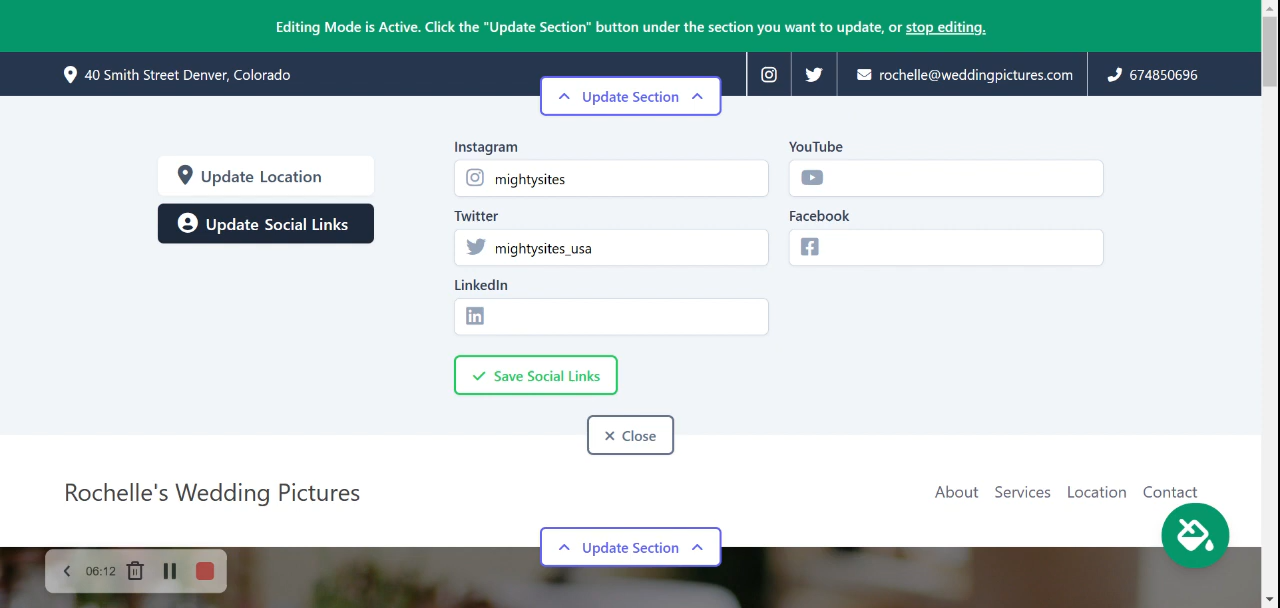 Editing Mode is Active. Click the "Update Section" button under the section you want to update, or stop editing.
40 Smith Street Denver, Colorado
rochelle@weddingpictures.com
674850696
Update Section
Update Location
Update Social Links
Instagram
mightysites
YouTube
Twitter
mightysites_usa
Facebook
LinkedIn
Save Social Links
Close
Rochelle's Wedding Pictures
About Services Location Contact
Update Section
06:12